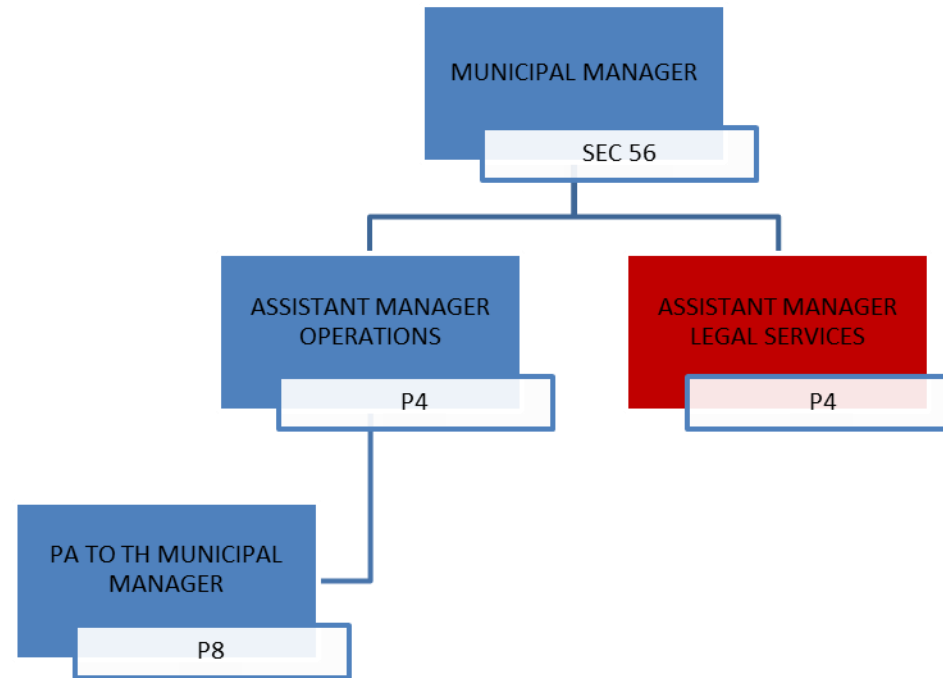 MUNICIPAL MANAGER
SEC 56
ASSISTANT MANAGER
OPERATIONS
P4
ASSISTANT MANAGER
LEGAL SERVICES
P4
PA TO TH MUNICIPAL
MANAGER
P8